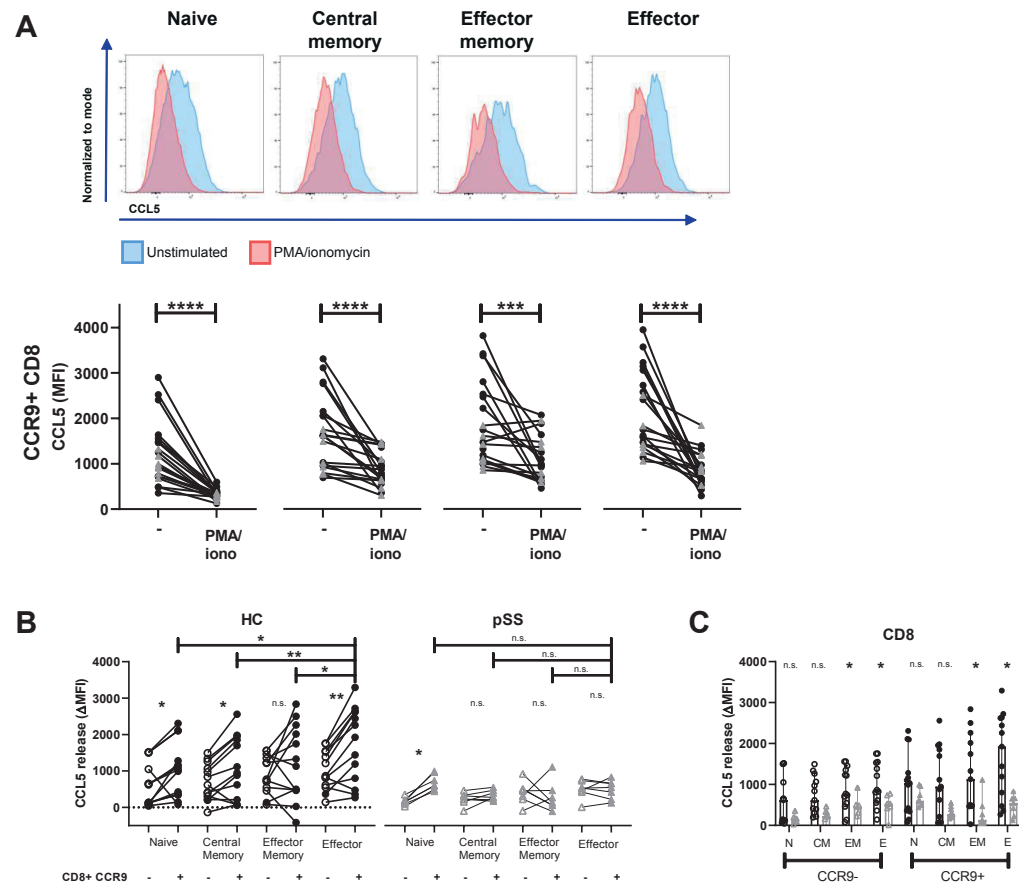 A
Naive
Central
memory
Effector
memory
Effector
Normalized to mode
CCL5
Unstimulated
PMA/ionomycin
CCR9+ CD8
CCL5 (MFI)
4000
3000
2000
1000
0
****
****
***
****
-
PMA/
iono
-
PMA/
iono
-
PMA/
iono
-
PMA/
iono
B
HC
pSS
CCL5 release (ΔMFI)
4000
3000
2000
1000
0
*
**
*
*
*
n.s.
**
n.s.
n.s.
n.s.
*
n.s.
n.s.
n.s.
Naive
Central
Memory
Effector
Memory
Effector
Naive
Central
Memory
Effector
Memory
Effector
CD8+ CCR9 - + - + - + - + - + - + - + - +
C
CD8
CCL5 release (ΔMFI)
4000
3000
2000
1000
0
n.s. n.s. * * n.s. n.s. * *
N CM EM E N CM EM E
CCR9- CCR9+